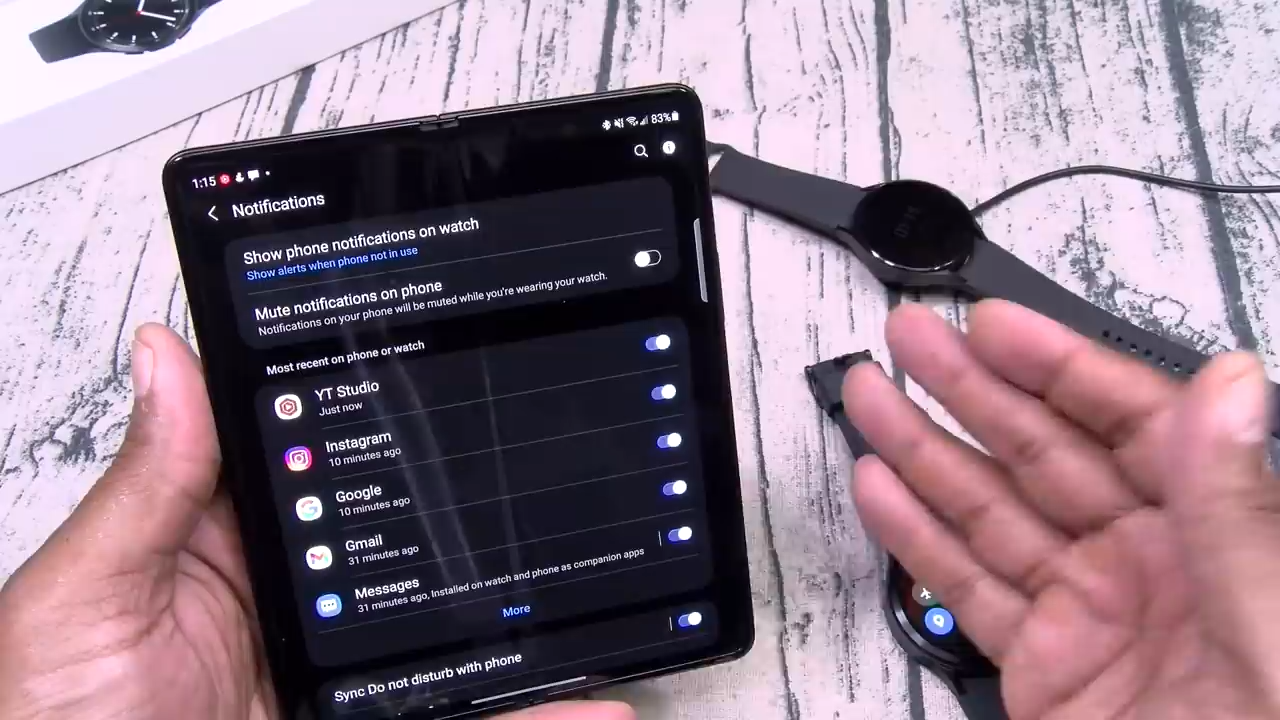 1:15
83%
Notifications
Show phone notifications on watch
Show alerts when phone not in use
Mute notifications on phone
Notifications on your phone will be muted while you're wearing your watch.
Most recent on phone or watch
YT Studio
Just now
Instagram
10 minutes ago
Google
10 minutes ago
Gmail
31 minutes ago
Messages
31 minutes ago, Installed on watch and phone as companion apps
More
Sync Do not disturb with phone